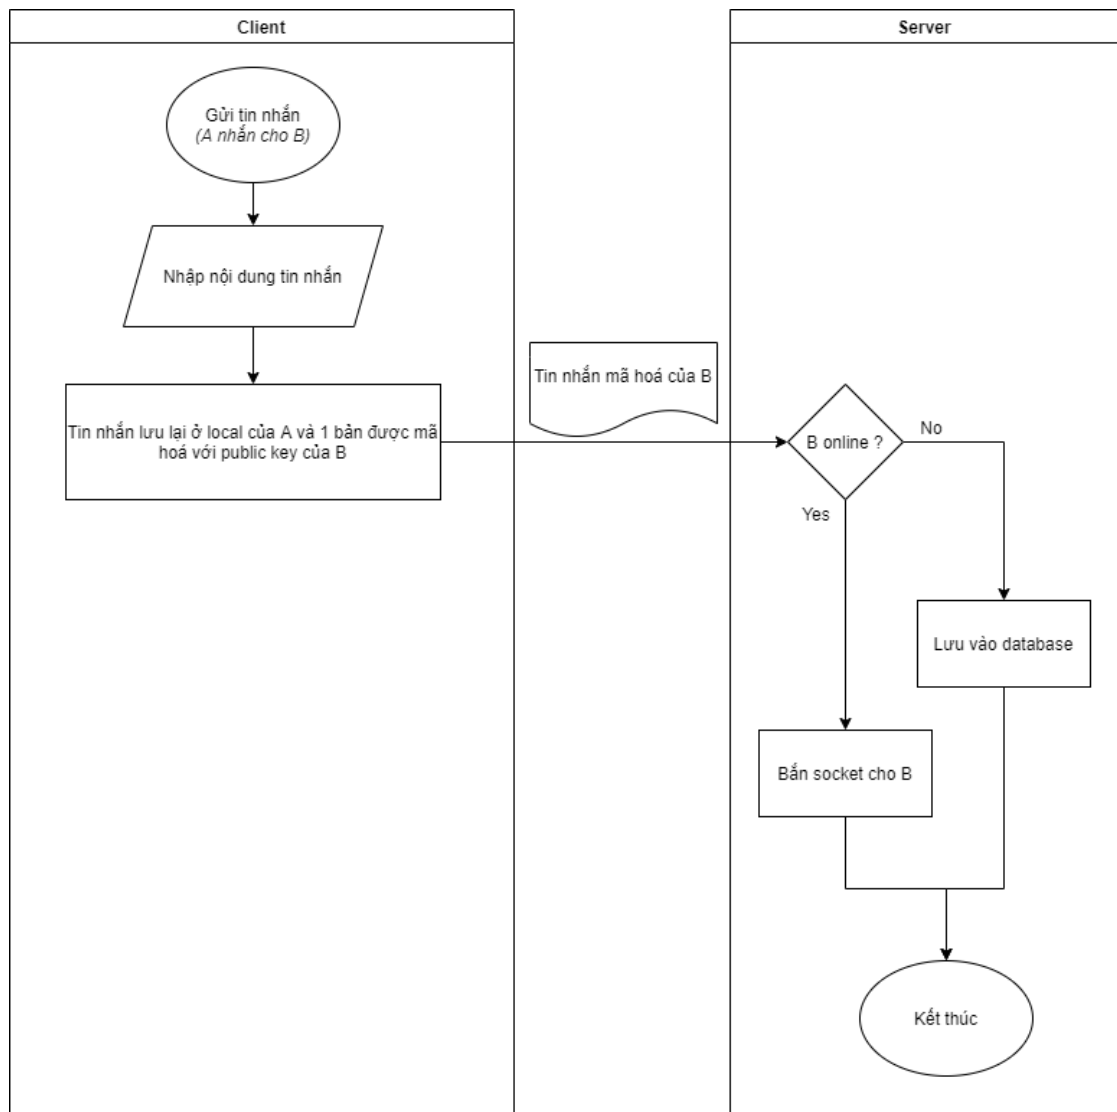 Client
Server
Gửi tin nhắn
(A nhắn cho B)
Nhập nội dung tin nhắn
Tin nhắn lưu lại ở local của A và 1 bản được mã
hoá với public key của B
Tin nhắn mã hoá của B
B online ?
No
Yes
Lưu vào database
Bắn socket cho B
Kết thúc